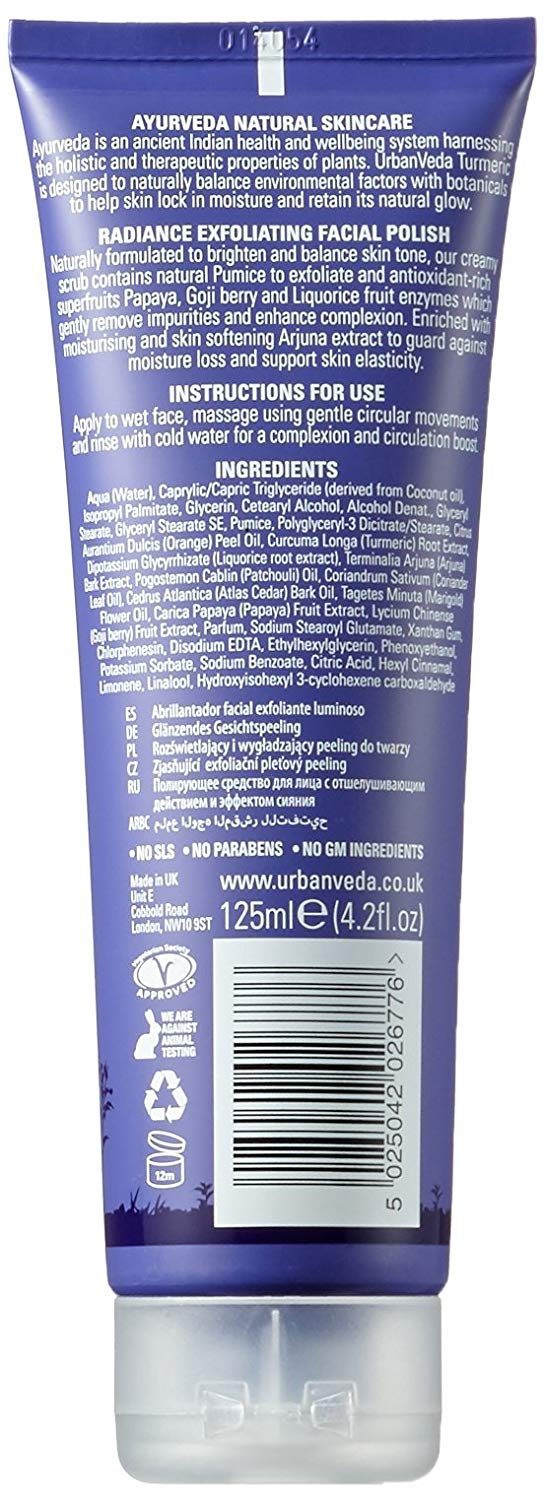 014054
AYURVEDA NATURAL SKINCARE
Ayurveda is an ancient Indian health and wellbeing system harnessing
the holistic and therapeutic properties of plants. UrbanVeda Turmeric
is designed to naturally balance environmental factors with botanicals
to help skin lock in moisture and retain its natural glow.
RADIANCE EXFOLIATING FACIAL POLISH
Naturally formulated to brighten and balance skin tone, our creamy
scrub contains natural Pumice to exfoliate and antioxidant-rich
superfruits Papaya, Goji berry and Liquorice fruit enzymes which
gently remove impurities and enhance complexion. Enriched with
moisturising and skin softening Arjuna extract to guard against
moisture loss and support skin elasticity.
INSTRUCTIONS FOR USE
Apply to wet face, massage using gentle circular movements
and rinse with cold water for a complexion and circulation boost.
INGREDIENTS
Aqua (Water), Caprylic/Capric Triglyceride (derived from Coconut oil),
Isopropyl Palmitate, Glycerin, Cetearyl Alcohol, Alcohol Denat., Glyceryl
Stearate, Glyceryl Stearate SE, Pumice, Polyglyceryl-3 Dicitrate/Stearate, Citrus
Aurantium Dulcis (Orange) Peel Oil, Curcuma Longa (Turmeric) Root Extract,
Dipotassium Glycyrrhizate (Liquorice root extract), Terminalia Arjuna (Arjuna)
Bark Extract, Pogostemon Cablin (Patchouli) Oil, Coriandrum Sativum (Coriander
Leaf Oil), Cedrus Atlantica (Atlas Cedar) Bark Oil, Tagetes Minuta (Marigold)
Flower Oil, Carica Papaya (Papaya) Fruit Extract, Lycium Chinense
(Goji berry) Fruit Extract, Parfum, Sodium Stearoyl Glutamate, Xanthan Gum,
Chlorphenesin, Disodium EDTA, Ethylhexylglycerin, Phenoxyethanol,
Potassium Sorbate, Sodium Benzoate, Citric Acid, Hexyl Cinnamal,
Limonene, Linalool, Hydroxyisohexyl 3-cyclohexene carboxaldehyde
ES Abrillantador facial exfoliante luminoso
DE Glänzendes Gesichtspeeling
PL Rozświetlający i wygładzający peeling do twarzy
CZ Zjasňující exfoliační pleťový peeling
RU Полирующее средство для лица с отшелушивающим
действием и эффектом сияния
ARBC ملمع الوجه المقشر للتفتيح
• NO SLS • NO PARABENS • NO GM INGREDIENTS
Made in UK
Unit E
Cobbold Road
London, NW10 9ST
www.urbanveda.co.uk
125ml e (4.2fl.oz)
Vegetarian Society
APPROVED
WE ARE
AGAINST
ANIMAL
TESTING
12m
5 025042 026776 >